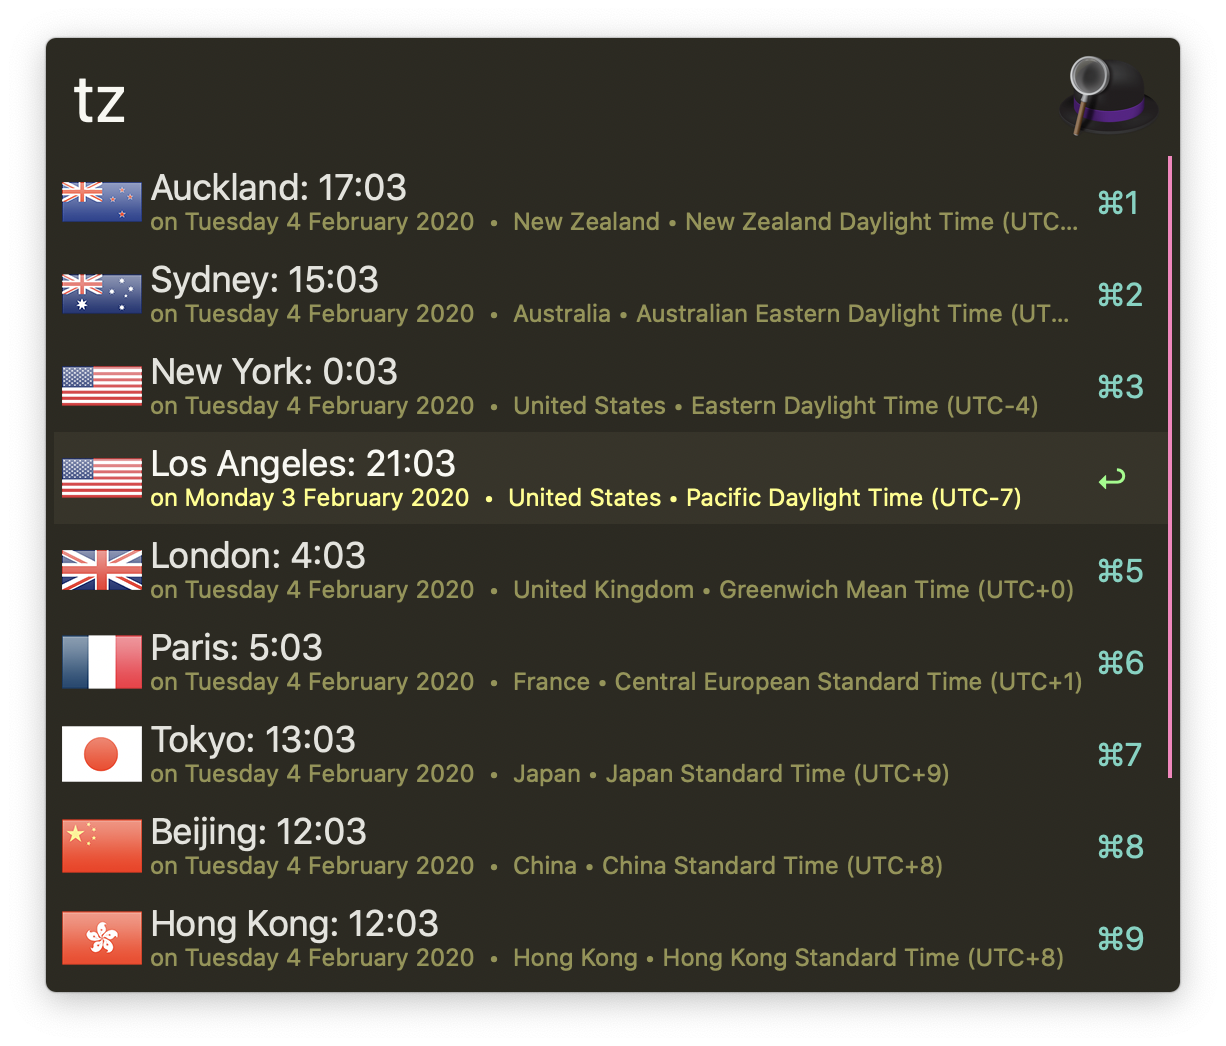 tz
Auckland: 17:03
on Tuesday 4 February 2020 • New Zealand • New Zealand Daylight Time (UTC...
⌘1
Sydney: 15:03
on Tuesday 4 February 2020 • Australia • Australian Eastern Daylight Time (UT...
⌘2
New York: 0:03
on Tuesday 4 February 2020 • United States • Eastern Daylight Time (UTC-4)
⌘3
Los Angeles: 21:03
on Monday 3 February 2020 • United States • Pacific Daylight Time (UTC-7)
↩
London: 4:03
on Tuesday 4 February 2020 • United Kingdom • Greenwich Mean Time (UTC+0)
⌘5
Paris: 5:03
on Tuesday 4 February 2020 • France • Central European Standard Time (UTC+1)
⌘6
Tokyo: 13:03
on Tuesday 4 February 2020 • Japan • Japan Standard Time (UTC+9)
⌘7
Beijing: 12:03
on Tuesday 4 February 2020 • China • China Standard Time (UTC+8)
⌘8
Hong Kong: 12:03
on Tuesday 4 February 2020 • Hong Kong • Hong Kong Standard Time (UTC+8)
⌘9